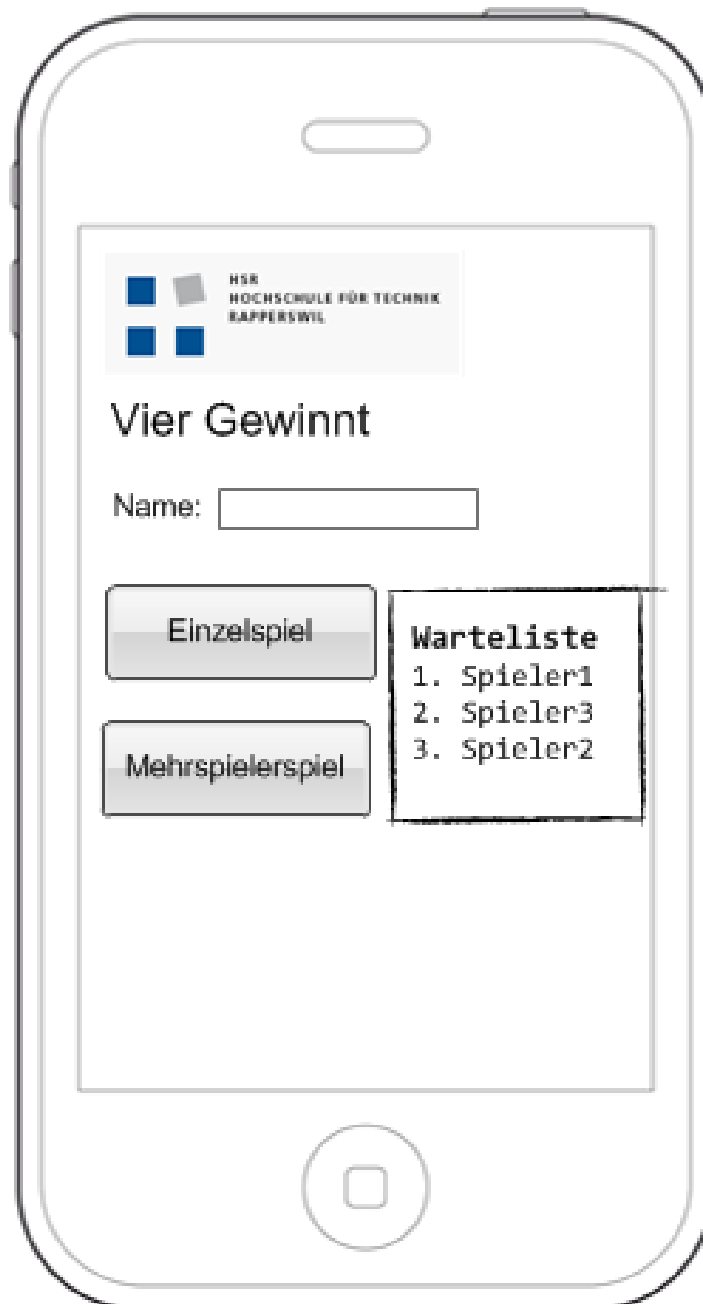 HSR
HOCHSCHULE FÜR TECHNIK
RAPPERSWIL
Vier Gewinnt
Name:
Einzelspiel
Mehrspielerspiel
Warteliste
1. Spieler1
2. Spieler3
3. Spieler2